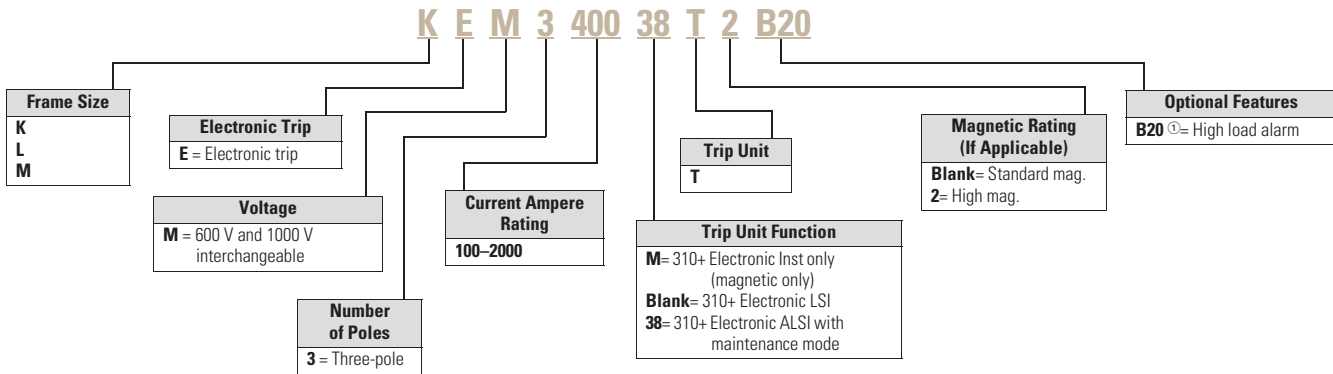 K E M 3 400 38 T 2 B20
Frame Size
K
L
M
Electronic Trip
E = Electronic trip
Voltage
M = 600 V and 1000 V
interchangeable
Number
of Poles
3 = Three-pole
Current Ampere
Rating
100–2000
Trip Unit Function
M= 310+ Electronic Inst only
(magnetic only)
Blank= 310+ Electronic LSI
38= 310+ Electronic ALSI with
maintenance mode
Trip Unit
T
Magnetic Rating
(If Applicable)
Blank= Standard mag.
2= High mag.
Optional Features
B20 ①= High load alarm